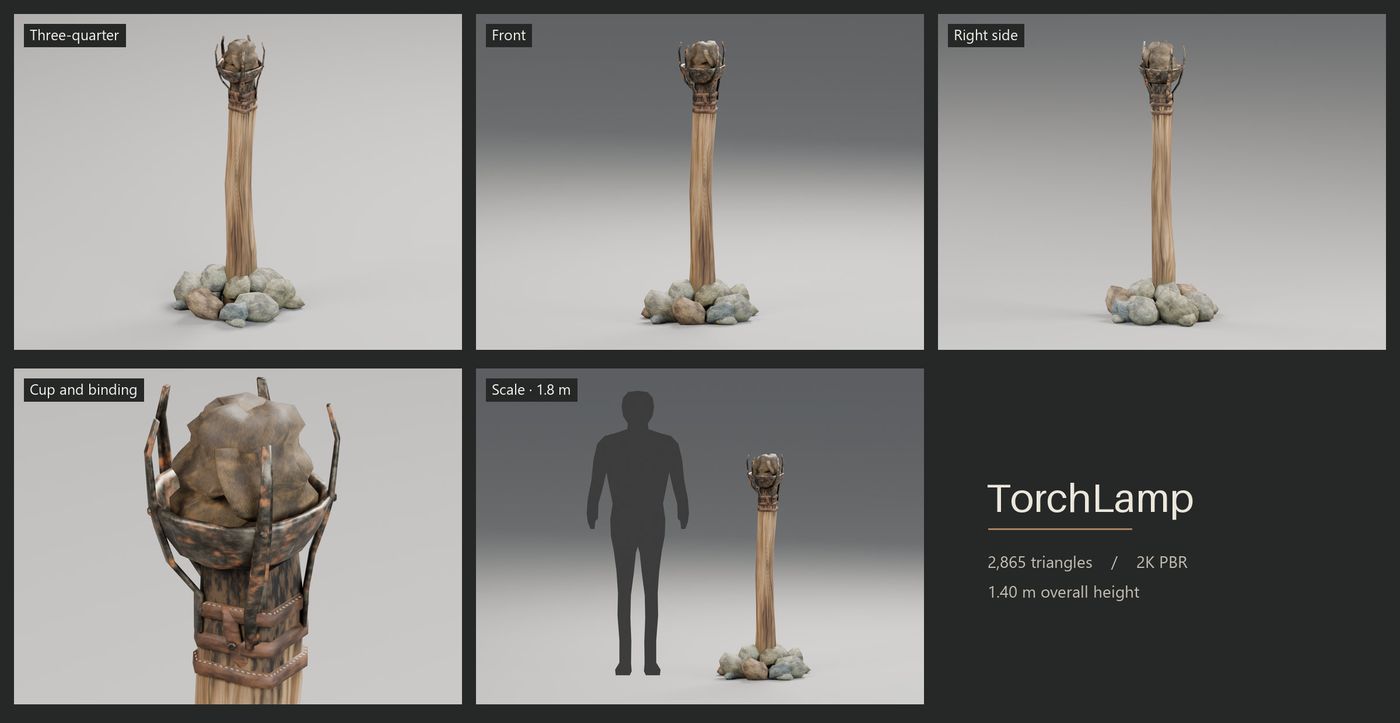 Three-quarter
Front
Right side
Cup and binding
Scale · 1.8 m
TorchLamp
2,865 triangles / 2K PBR
1.40 m overall height